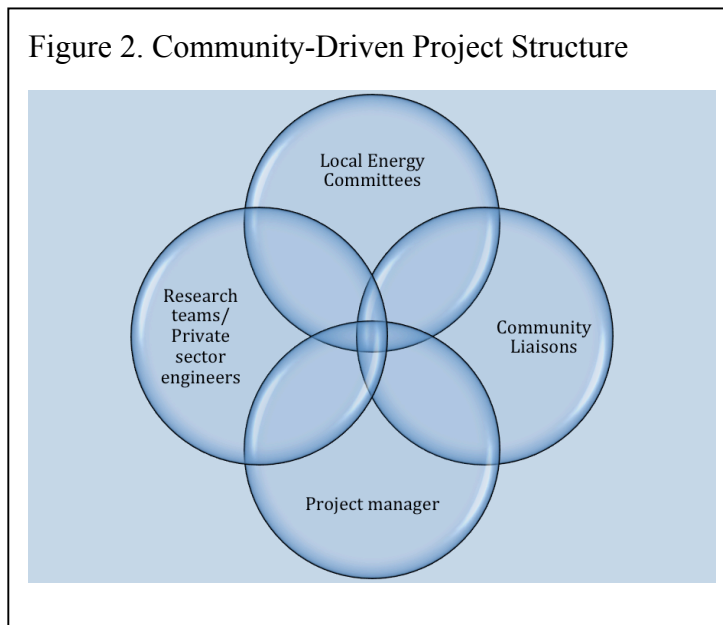 Figure 2. Community-Driven Project Structure
Local Energy
Committees
Research
teams/
Private
sector
engineers
Community
Liaisons
Project manager